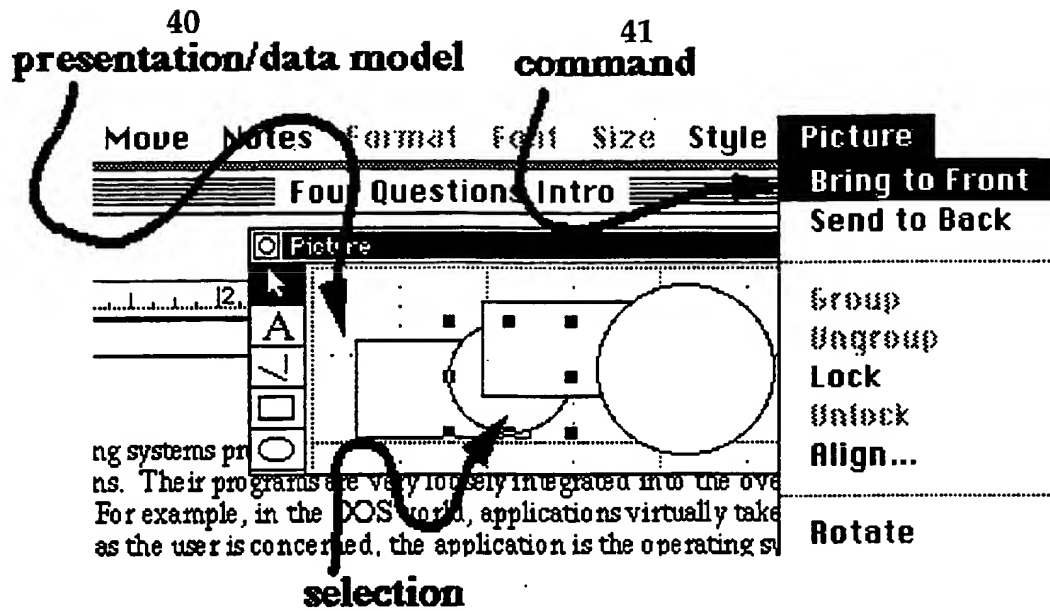 40
presentation/data model
41
command
Move Notes Format Font Size Style Picture
Four Questions Intro
Bring to Front
Send to Back
Picture
2
A
Group
Ungroup
Lock
Unlock
Align...
Rotate
ng systems pr
ns. Their programs are very loosely integrated into the ove
For example, in the DOS world, applications virtually take
as the user is concerned, the application is the operating sy
selection